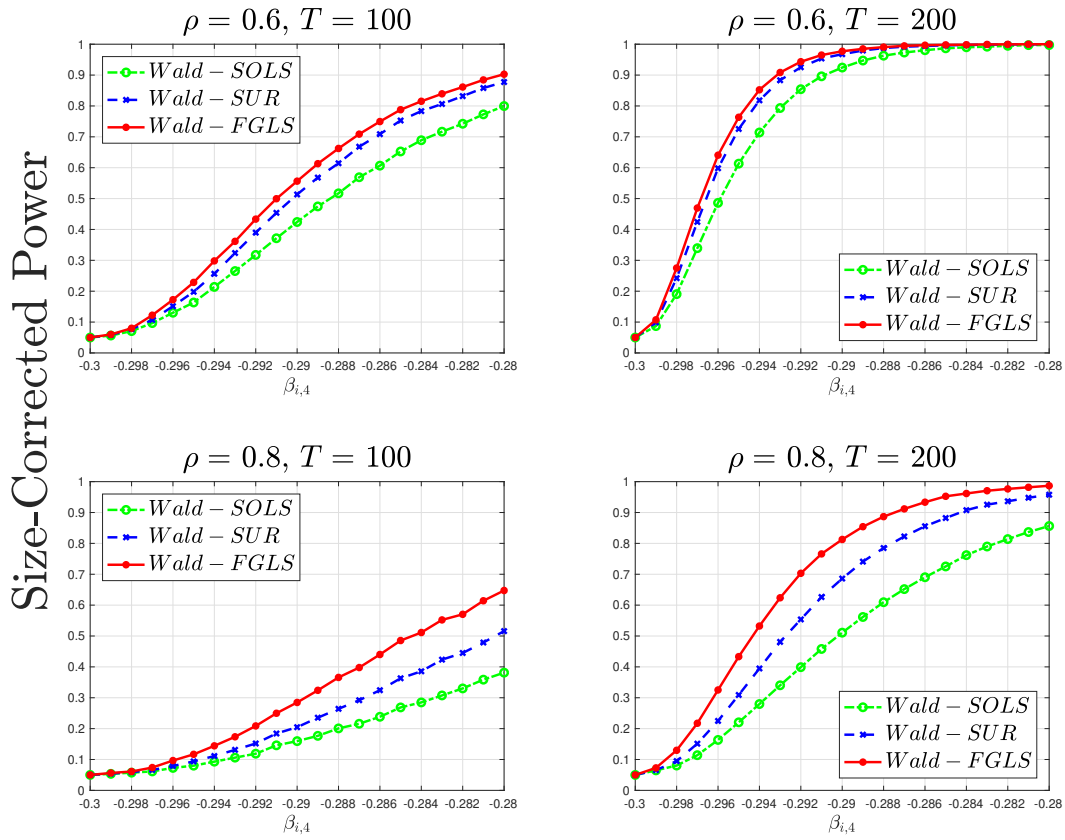 Size-Corrected Power
ρ = 0.6, T = 100
1
0.9
0.8
0.7
0.6
0.5
0.4
0.3
0.2
0.1
0
Wald − SOLS
Wald − SUR
Wald − FGLS
-0.3 -0.298 -0.296 -0.294 -0.292 -0.29 -0.288 -0.286 -0.284 -0.282 -0.28
β_{i,4}
ρ = 0.6, T = 200
1
0.9
0.8
0.7
0.6
0.5
0.4
0.3
0.2
0.1
0
Wald − SOLS
Wald − SUR
Wald − FGLS
-0.3 -0.298 -0.296 -0.294 -0.292 -0.29 -0.288 -0.286 -0.284 -0.282 -0.28
β_{i,4}
ρ = 0.8, T = 100
1
0.9
0.8
0.7
0.6
0.5
0.4
0.3
0.2
0.1
0
Wald − SOLS
Wald − SUR
Wald − FGLS
-0.3 -0.298 -0.296 -0.294 -0.292 -0.29 -0.288 -0.286 -0.284 -0.282 -0.28
β_{i,4}
ρ = 0.8, T = 200
1
0.9
0.8
0.7
0.6
0.5
0.4
0.3
0.2
0.1
0
Wald − SOLS
Wald − SUR
Wald − FGLS
-0.3 -0.298 -0.296 -0.294 -0.292 -0.29 -0.288 -0.286 -0.284 -0.282 -0.28
β_{i,4}